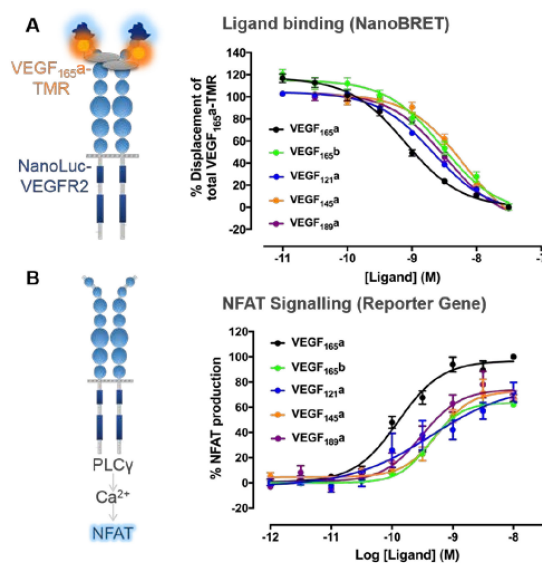 A
VEGF165a-
TMR
NanoLuc-
VEGFR2
Ligand binding (NanoBRET)
% Displacement of
total VEGF165a-TMR
120
100
80
60
40
20
0
VEGF165a
VEGF165b
VEGF121a
VEGF145a
VEGF189a
-11
-10
-9
-8
-7
[Ligand] (M)
B
PLCγ
Ca2+
NFAT
NFAT Signalling (Reporter Gene)
% NFAT production
120
100
80
60
40
20
0
VEGF165a
VEGF165b
VEGF121a
VEGF145a
VEGF189a
-12
-11
-10
-9
-8
Log [Ligand] (M)